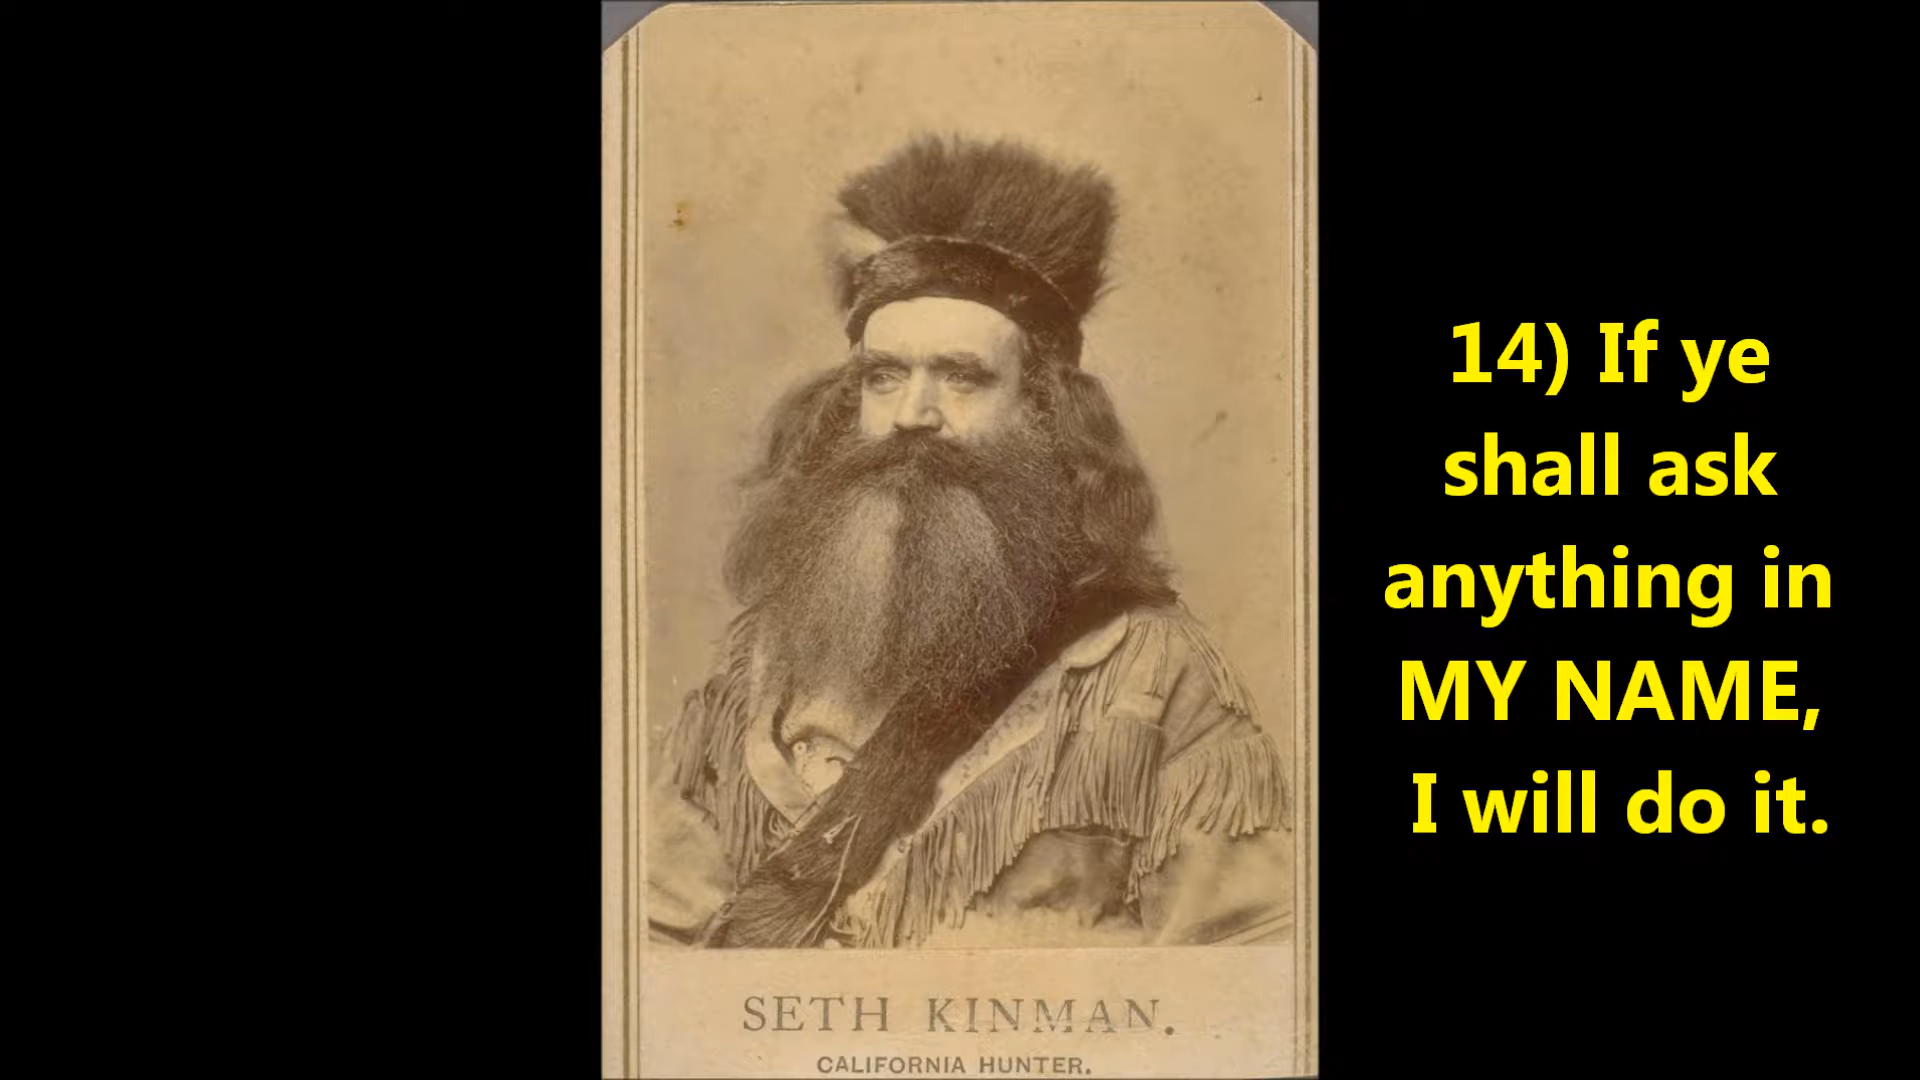 14) If ye
shall ask
anything in
MY NAME,
I will do it.
SETH KINMAN.
CALIFORNIA HUNTER.